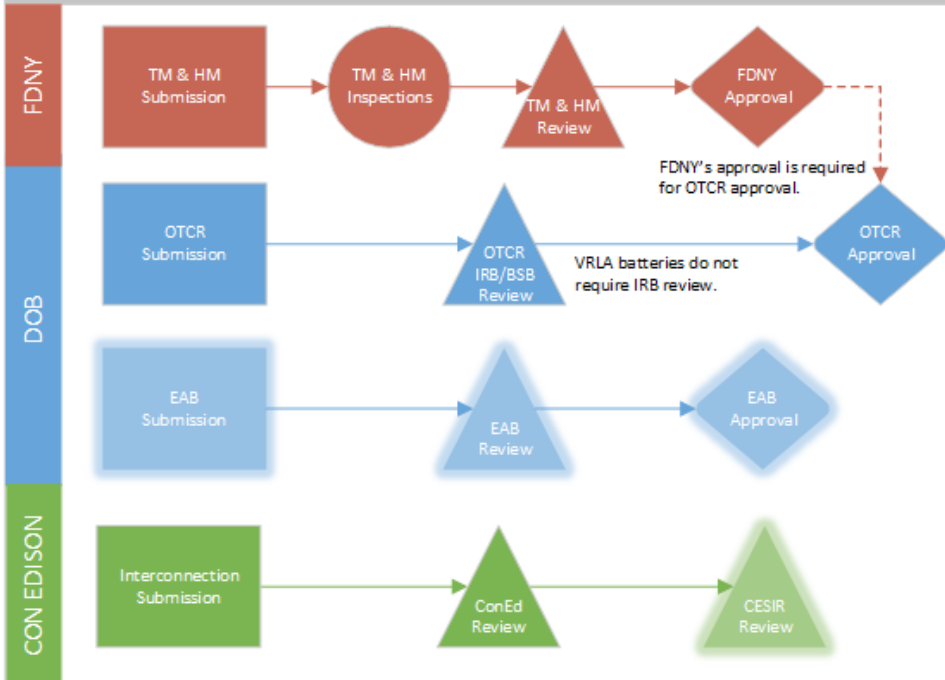 FDNY
TM & HM
Submission
TM & HM
Inspections
TM & HM
Review
FDNY
Approval
FDNY's approval is required
for OTCR approval.
DOB
OTCR
Submission
OTCR
IRB/BSB
Review
VRLA batteries do not
require IRB review.
OTCR
Approval
EAB
Submission
EAB
Review
EAB
Approval
CON EDISON
Interconnection
Submission
ConEd
Review
CESIR
Review